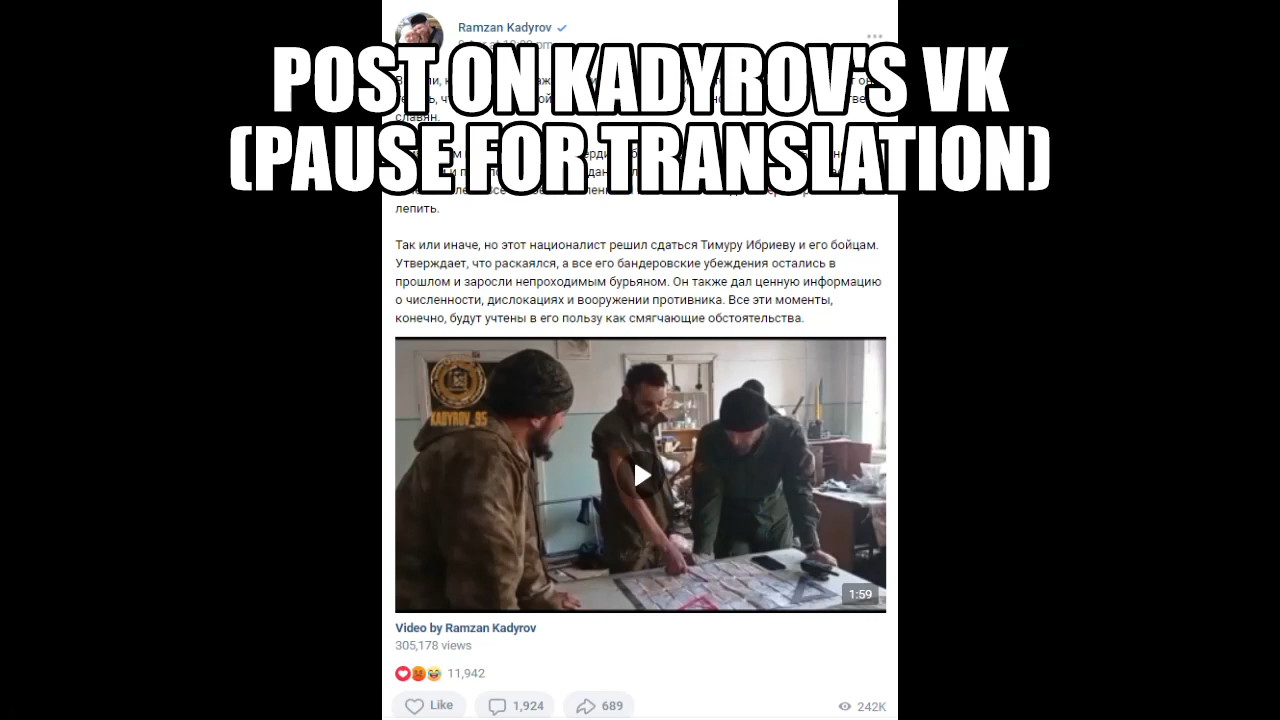 Ramzan Kadyrov
POST ON KADYROV'S VK
славян.
(PAUSE FOR TRANSLATION)
лепить.
Так или иначе, но этот националист решил сдаться Тимуру Ибриеву и его бойцам.
Утверждает, что раскаялся, а все его бандеровские убеждения остались в
прошлом и заросли непроходимым бурьяном. Он также дал ценную информацию
о численности, дислокациях и вооружении противника. Все эти моменты,
конечно, будут учтены в его пользу как смягчающие обстоятельства.
KADYROV_95
1:59
Video by Ramzan Kadyrov
305,178 views
11,942
Like 1,924 689 242K